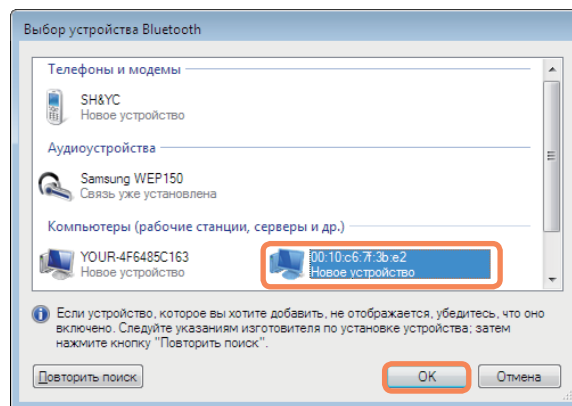 Выбор устройства Bluetooth
Телефоны и модемы
SH&YC
Новое устройство
Аудиоустройства
Samsung WEP150
Связь уже установлена
Компьютеры (рабочие станции, серверы и др.)
YOUR-4F6485C163
Новое устройство
00:10:c6:7f:3b:e2
Новое устройство
Если устройство, которое вы хотите добавить, не отображается, убедитесь, что оно
включено. Следуйте указаниям изготовителя по установке устройства; затем
нажмите кнопку "Повторить поиск".
Повторить поиск
OK
Отмена